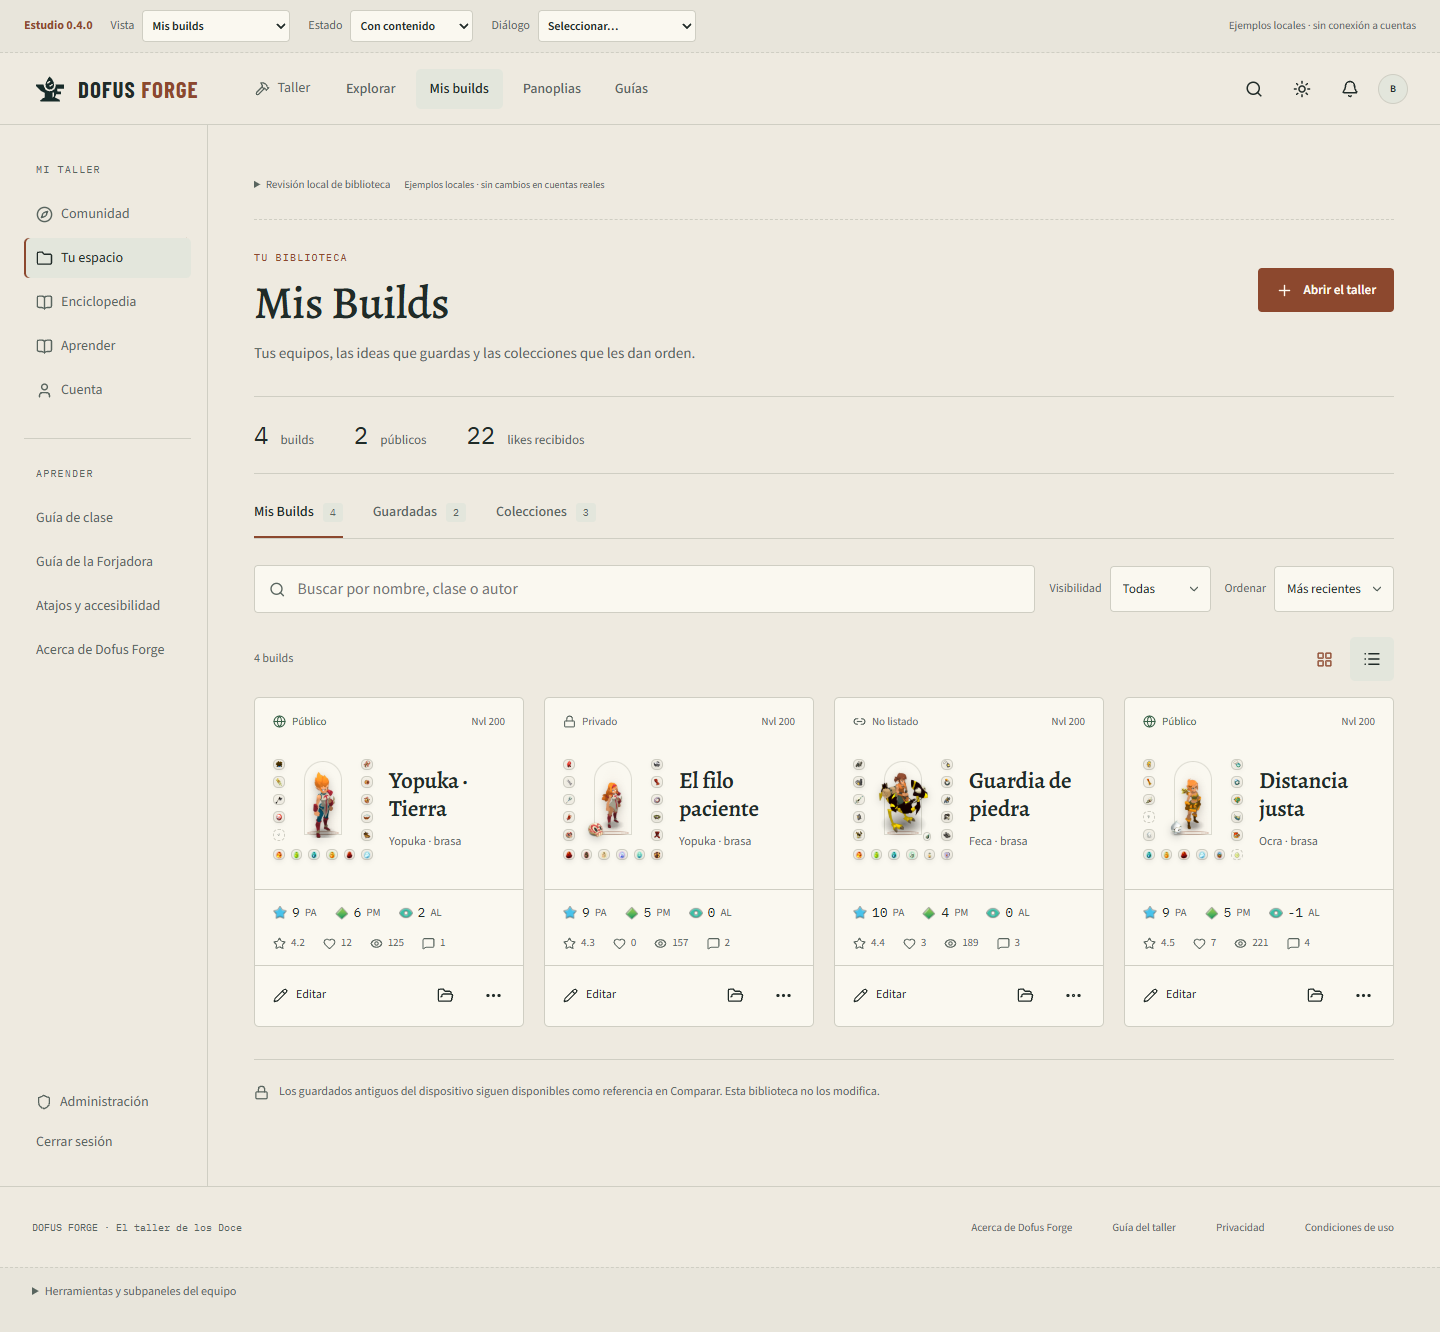 Estudio 0.4.0 Vista Mis builds Estado Con contenido Diálogo Seleccionar... Ejemplos locales · sin conexión a cuentas
DOFUS FORGE Taller Explorar Mis builds Panoplias Guías B
MI TALLER
Comunidad
Tu espacio
Enciclopedia
Aprender
Cuenta
APRENDER
Guía de clase
Guía de la Forjadora
Atajos y accesibilidad
Acerca de Dofus Forge
Administración
Cerrar sesión
Revisión local de biblioteca Ejemplos locales · sin cambios en cuentas reales
TU BIBLIOTECA
Mis Builds
Abrir el taller
Tus equipos, las ideas que guardas y las colecciones que les dan orden.
4 builds 2 públicos 22 likes recibidos
Mis Builds 4 Guardadas 2 Colecciones 3
Buscar por nombre, clase o autor Visibilidad Todas Ordenar Más recientes
4 builds
Público Nvl 200
Yopuka ·
Tierra
Yopuka · brasa
9 PA 6 PM 2 AL
4.2 12 125 1
Editar
Privado Nvl 200
El filo
paciente
Yopuka · brasa
9 PA 5 PM 0 AL
4.3 0 157 2
Editar
No listado Nvl 200
Guardia de
piedra
Feca · brasa
10 PA 4 PM 0 AL
4.4 3 189 3
Editar
Público Nvl 200
Distancia
justa
Ocra · brasa
9 PA 5 PM -1 AL
4.5 7 221 4
Editar
Los guardados antiguos del dispositivo siguen disponibles como referencia en Comparar. Esta biblioteca no los modifica.
DOFUS FORGE · El taller de los Doce Acerca de Dofus Forge Guía del taller Privacidad Condiciones de uso
Herramientas y subpaneles del equipo